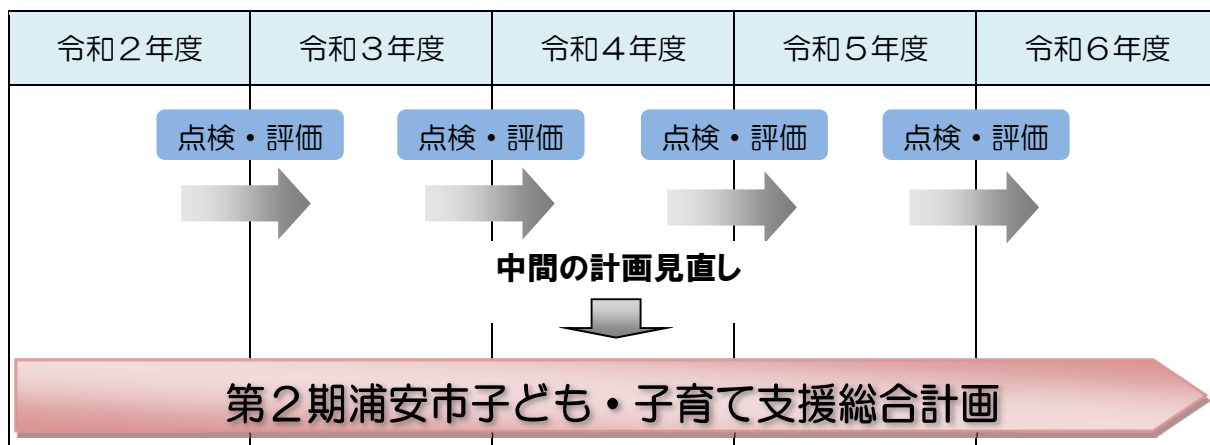 令和２年度
令和３年度
令和４年度
令和５年度
令和６年度
点検・評価
点検・評価
点検・評価
点検・評価
中間の計画見直し
第２期浦安市子ども・子育て支援総合計画